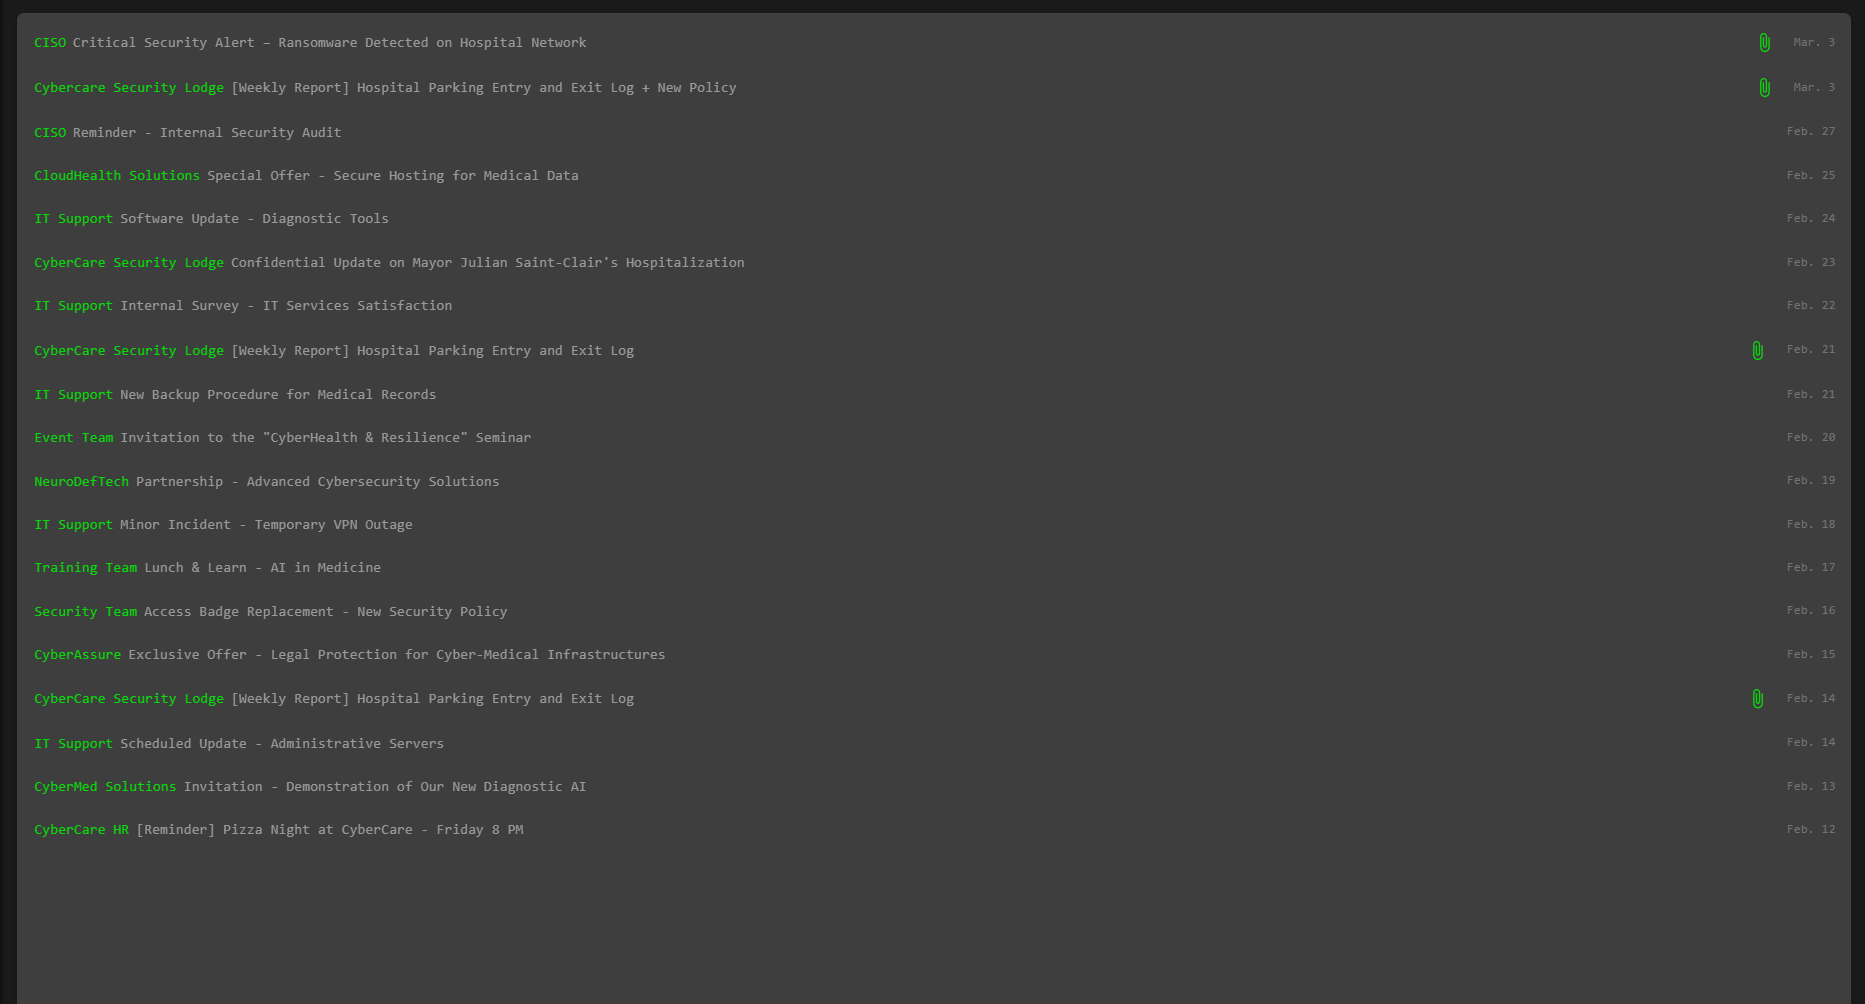 CISO Critical Security Alert – Ransomware Detected on Hospital Network Mar. 3
Cybercare Security Lodge [Weekly Report] Hospital Parking Entry and Exit Log + New Policy Mar. 3
CISO Reminder - Internal Security Audit Feb. 27
CloudHealth Solutions Special Offer - Secure Hosting for Medical Data Feb. 25
IT Support Software Update - Diagnostic Tools Feb. 24
CyberCare Security Lodge Confidential Update on Mayor Julian Saint-Clair's Hospitalization Feb. 23
IT Support Internal Survey - IT Services Satisfaction Feb. 22
CyberCare Security Lodge [Weekly Report] Hospital Parking Entry and Exit Log Feb. 21
IT Support New Backup Procedure for Medical Records Feb. 21
Event Team Invitation to the "CyberHealth & Resilience" Seminar Feb. 20
NeuroDefTech Partnership - Advanced Cybersecurity Solutions Feb. 19
IT Support Minor Incident - Temporary VPN Outage Feb. 18
Training Team Lunch & Learn - AI in Medicine Feb. 17
Security Team Access Badge Replacement - New Security Policy Feb. 16
CyberAssure Exclusive Offer - Legal Protection for Cyber-Medical Infrastructures Feb. 15
CyberCare Security Lodge [Weekly Report] Hospital Parking Entry and Exit Log Feb. 14
IT Support Scheduled Update - Administrative Servers Feb. 14
CyberMed Solutions Invitation - Demonstration of Our New Diagnostic AI Feb. 13
CyberCare HR [Reminder] Pizza Night at CyberCare - Friday 8 PM Feb. 12